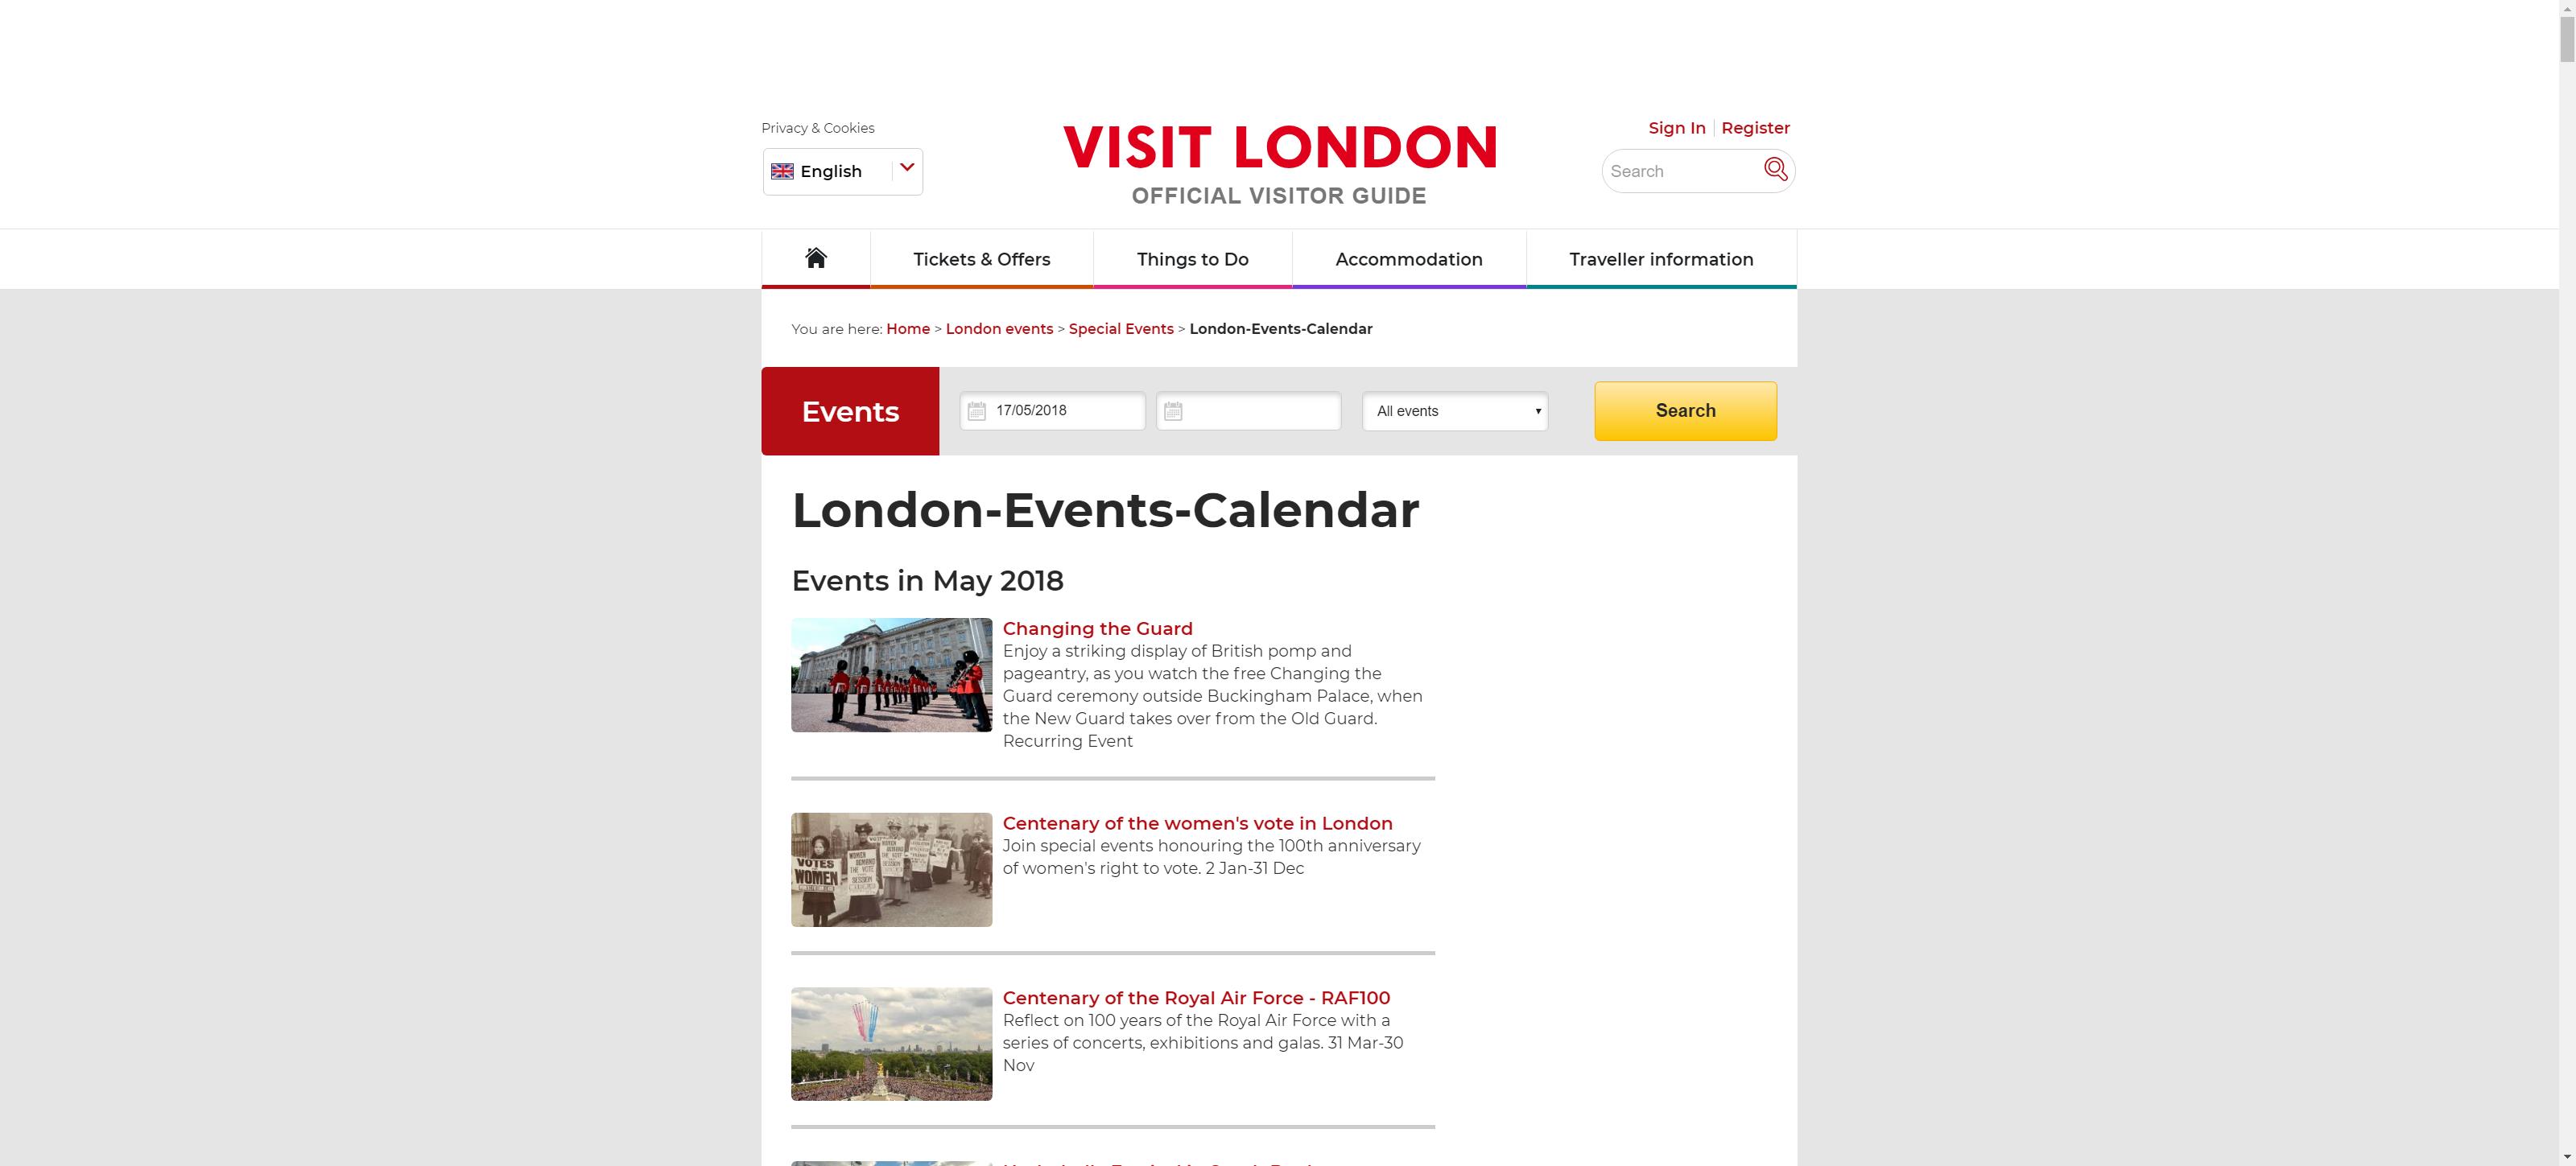 Privacy & Cookies
English
VISIT LONDON
OFFICIAL VISITOR GUIDE
Sign In
Register
Search
Tickets & Offers
Things to Do
Accommodation
Traveller information
You are here: Home > London events > Special Events > London-Events-Calendar
Events
17/05/2018
All events
Search
London-Events-Calendar
Events in May 2018
Changing the Guard
Enjoy a striking display of British pomp and
pageantry, as you watch the free Changing the
Guard ceremony outside Buckingham Palace, when
the New Guard takes over from the Old Guard.
Recurring Event
VOTES
WOMEN
Centenary of the women's vote in London
Join special events honouring the 100th anniversary
of women's right to vote. 2 Jan-31 Dec
Centenary of the Royal Air Force - RAF100
Reflect on 100 years of the Royal Air Force with a
series of concerts, exhibitions and galas. 31 Mar-30
Nov